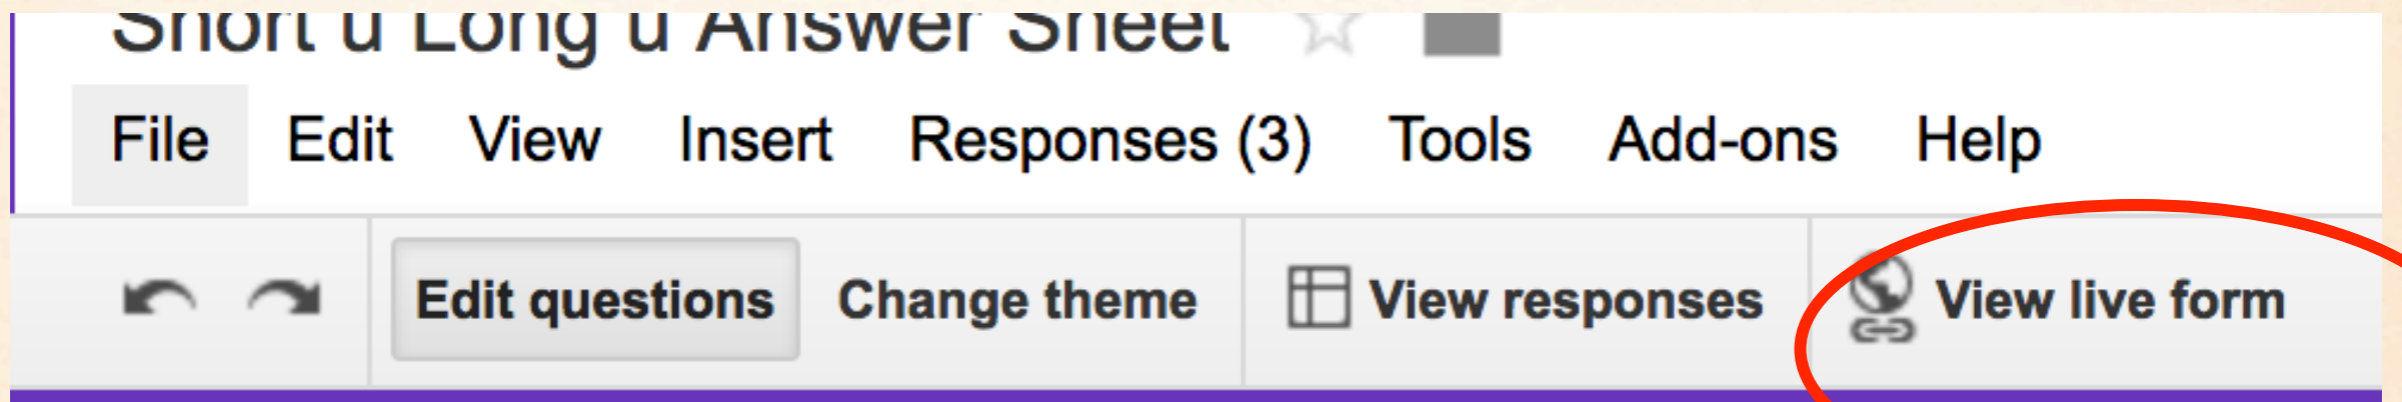 Short u Long u Answer Sheet
File Edit View Insert Responses (3) Tools Add-ons Help
Edit questions Change theme View responses View live form